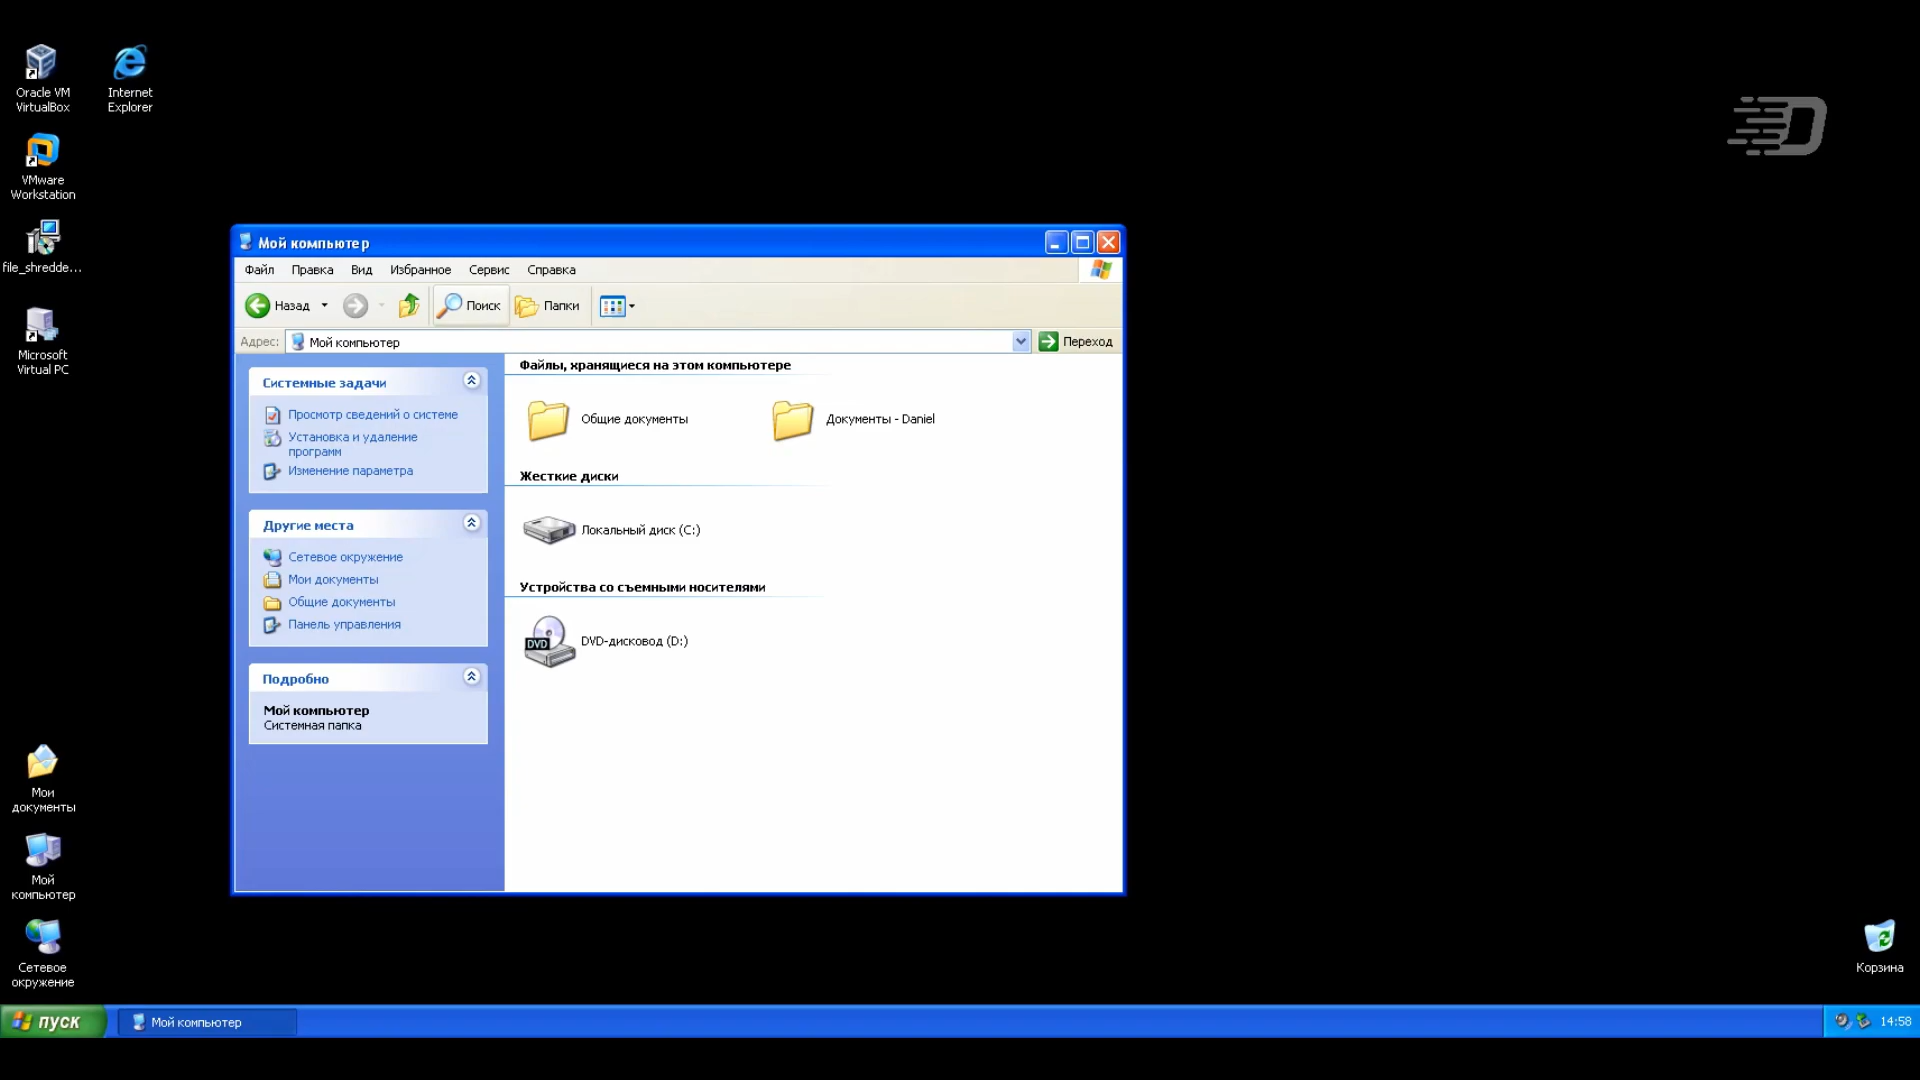 Oracle VM
VirtualBox
Internet
Explorer
VMware
Workstation
file_shredde...
Microsoft
Virtual PC
Мой компьютер
Файл Правка Вид Избранное Сервис Справка
Назад Поиск Папки
Адрес: Мой компьютер Переход
Системные задачи
Просмотр сведений о системе
Установка и удаление
программ
Изменение параметра
Другие места
Сетевое окружение
Мои документы
Общие документы
Панель управления
Подробно
Мой компьютер
Системная папка
Файлы, хранящиеся на этом компьютере
Общие документы Документы - Daniel
Жесткие диски
Локальный диск (C:)
Устройства со съемными носителями
DVD
DVD-дисковод (D:)
Мои
документы
Мой
компьютер
Сетевое
окружение
Корзина
пуск Мой компьютер 14:58
D